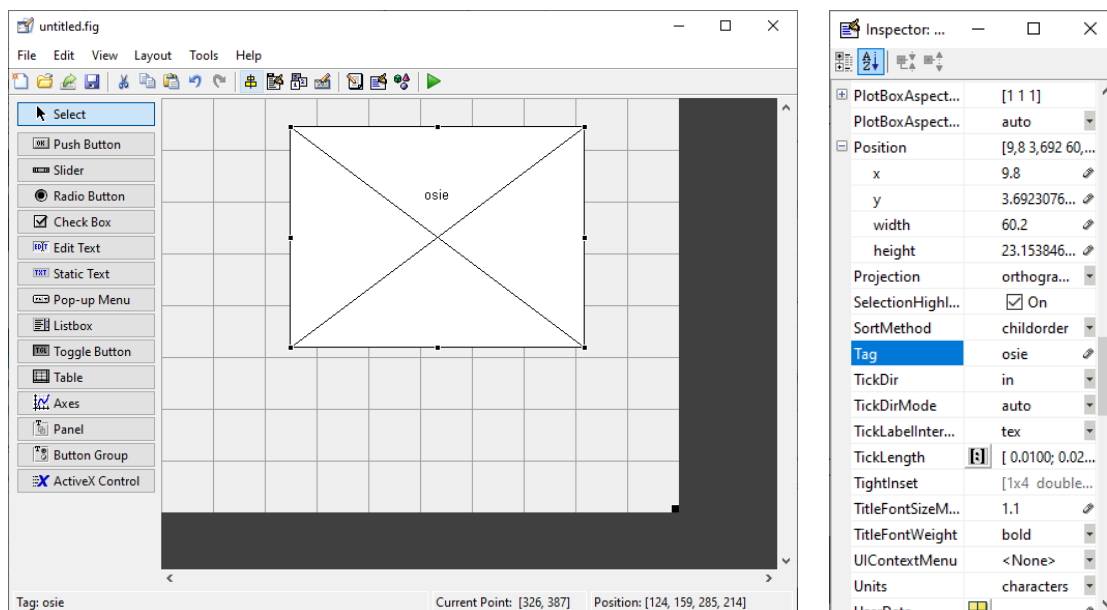 untitled.fig
File Edit View Layout Tools Help
Select
OK Push Button
Slider
Radio Button
Check Box
EDIT Edit Text
TXT Static Text
Pop-up Menu
Listbox
TGL Toggle Button
Table
Axes
Panel
Button Group
ActiveX Control
osie
Tag: osie
Current Point: [326, 387]
Position: [124, 159, 285, 214]
Inspector: ...
PlotBoxAspect... [1 1 1]
PlotBoxAspect... auto
Position [9,8 3,692 60,...
x 9.8
y 3.6923076...
width 60.2
height 23.153846...
Projection orthogra...
SelectionHighl... On
SortMethod childorder
Tag osie
TickDir in
TickDirMode auto
TickLabelInter... tex
TickLength [ 0.0100; 0.02...
TightInset [1x4 double...
TitleFontSizeM... 1.1
TitleFontWeight bold
UIContextMenu <None>
Units characters